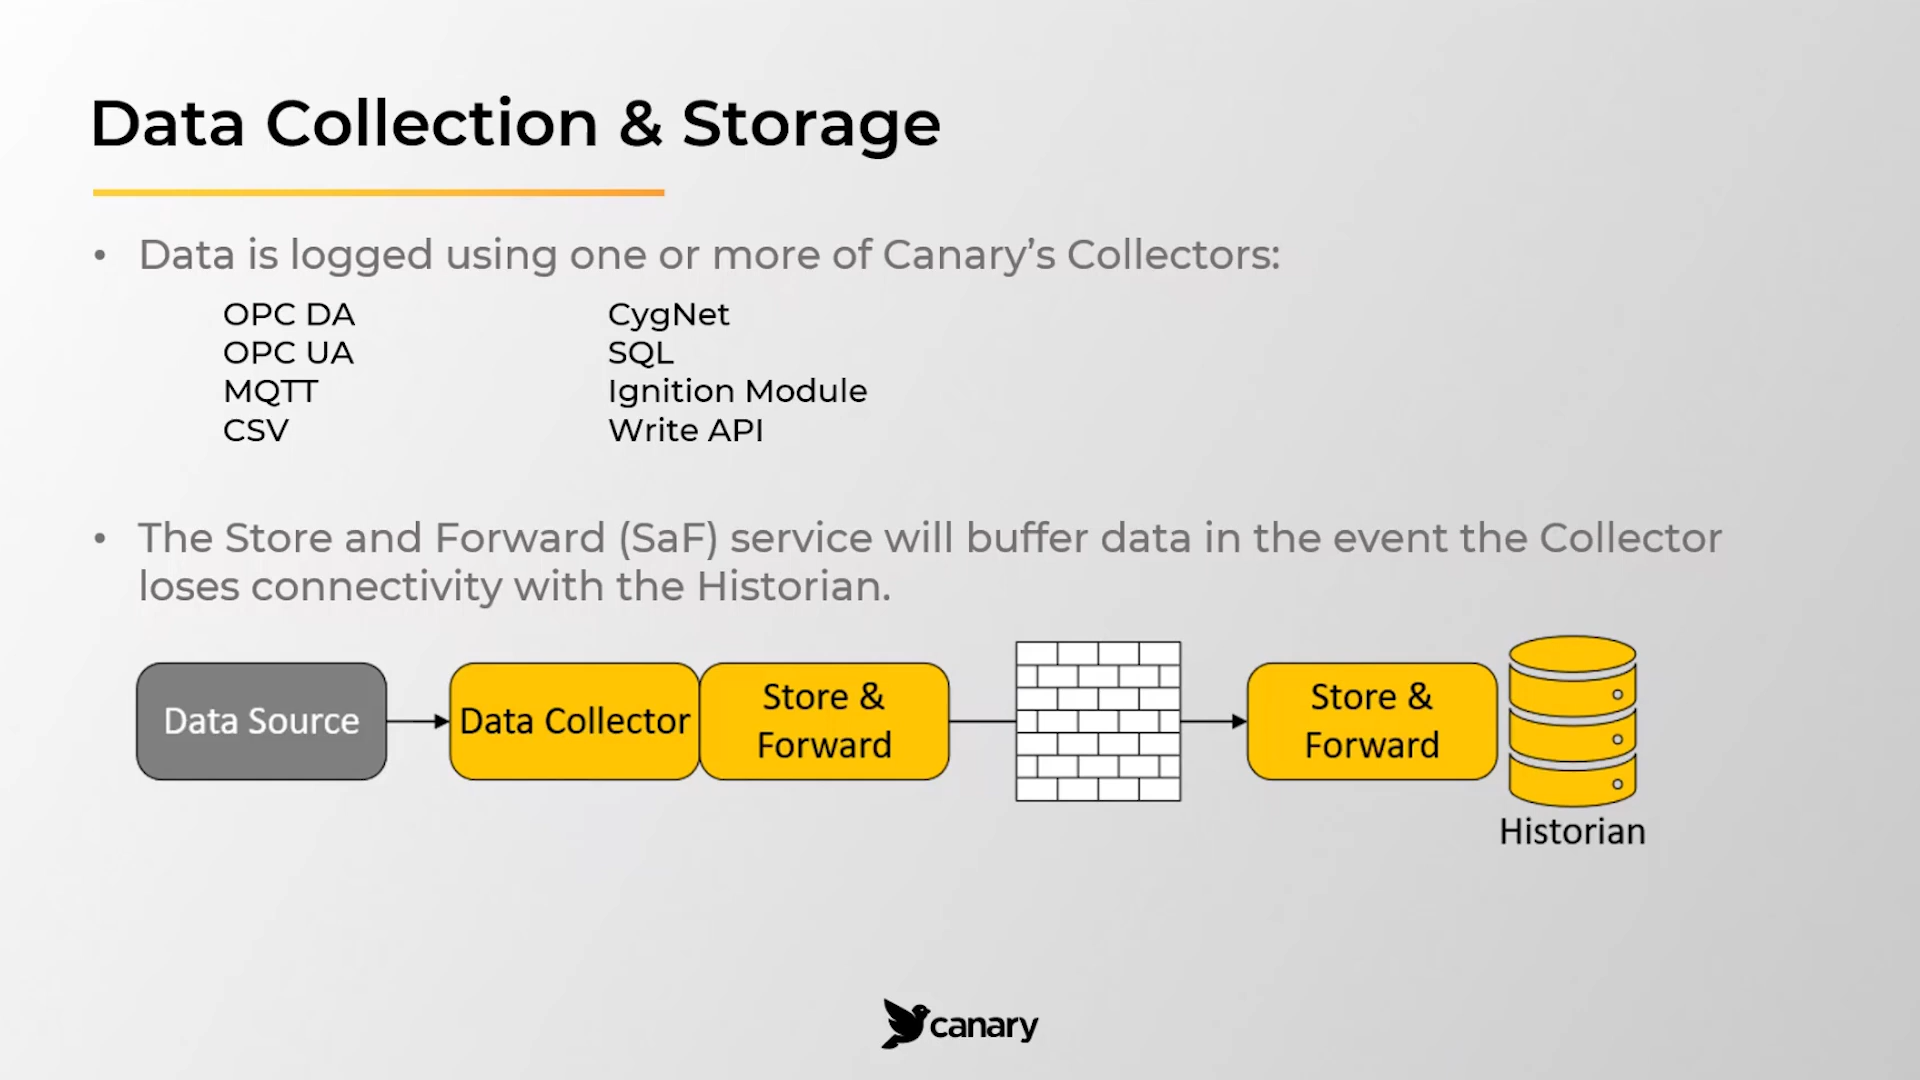 Data Collection & Storage
• Data is logged using one or more of Canary’s Collectors:
OPC DA
OPC UA
MQTT
CSV
CygNet
SQL
Ignition Module
Write API
• The Store and Forward (SaF) service will buffer data in the event the Collector
loses connectivity with the Historian.
Data Source
Data Collector
Store &
Forward
Store &
Forward
Historian
canary